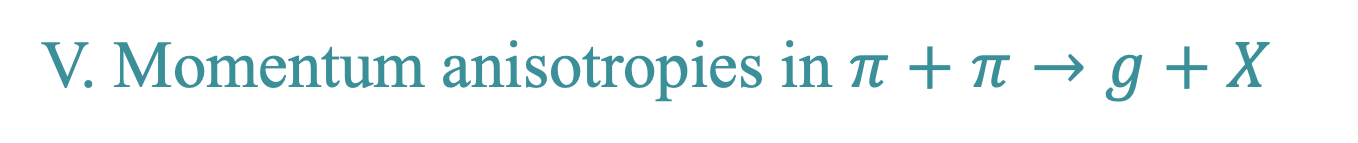 V. Momentum anisotropies in 𝜋 + 𝜋 → 𝑔 + 𝑋